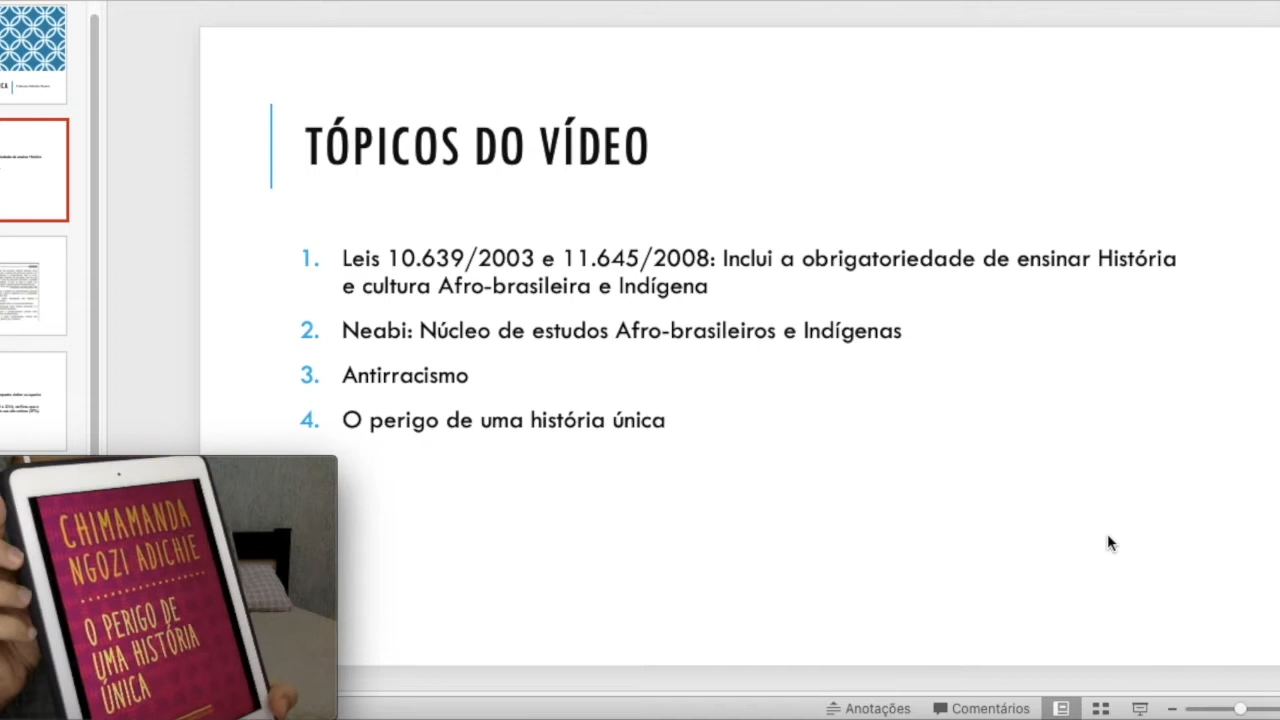 TÓPICOS DO VÍDEO
1. Leis 10.639/2003 e 11.645/2008: Inclui a obrigatoriedade de ensinar História
e cultura Afro-brasileira e Indígena
2. Neabi: Núcleo de estudos Afro-brasileiros e Indígenas
3. Antirracismo
4. O perigo de uma história única
CHIMAMANDA
NGOZI ADICHIE
O PERIGO DE
UMA HISTÓRIA
ÚNICA
Anotações
Comentários